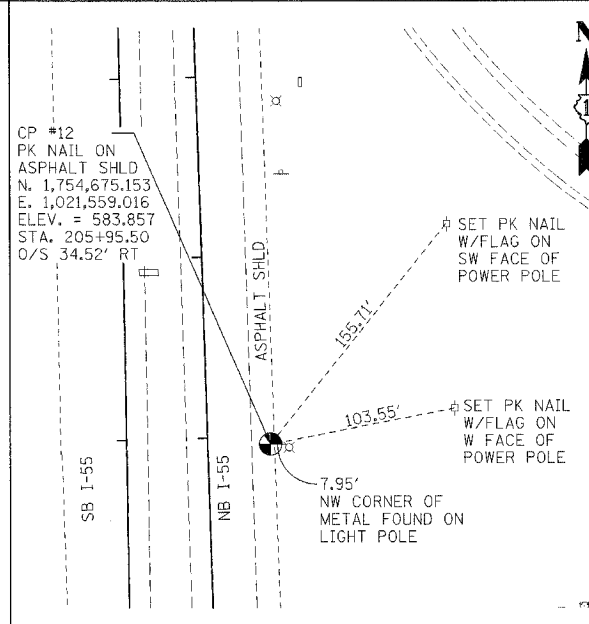 N
CP #12
PK NAIL ON
ASPHALT SHLD
N. 1,754,675.153
E. 1,021,559.016
ELEV. = 583.857
STA. 205+95.50
O/S 34.52' RT
ASPHALT SHLD
SET PK NAIL
W/FLAG ON
SW FACE OF
POWER POLE
155.71'
103.55'
SET PK NAIL
W/FLAG ON
W FACE OF
POWER POLE
7.95'
NW CORNER OF
METAL FOUND ON
LIGHT POLE
SB I-55
NB I-55